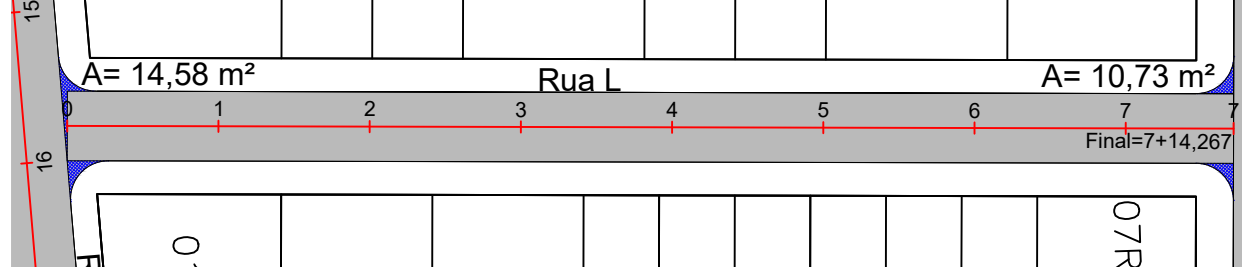 15
A= 14,58 m²
Rua L
A= 10,73 m²
0 1 2 3 4 5 6 7 7
Final=7+14,267
16
07R